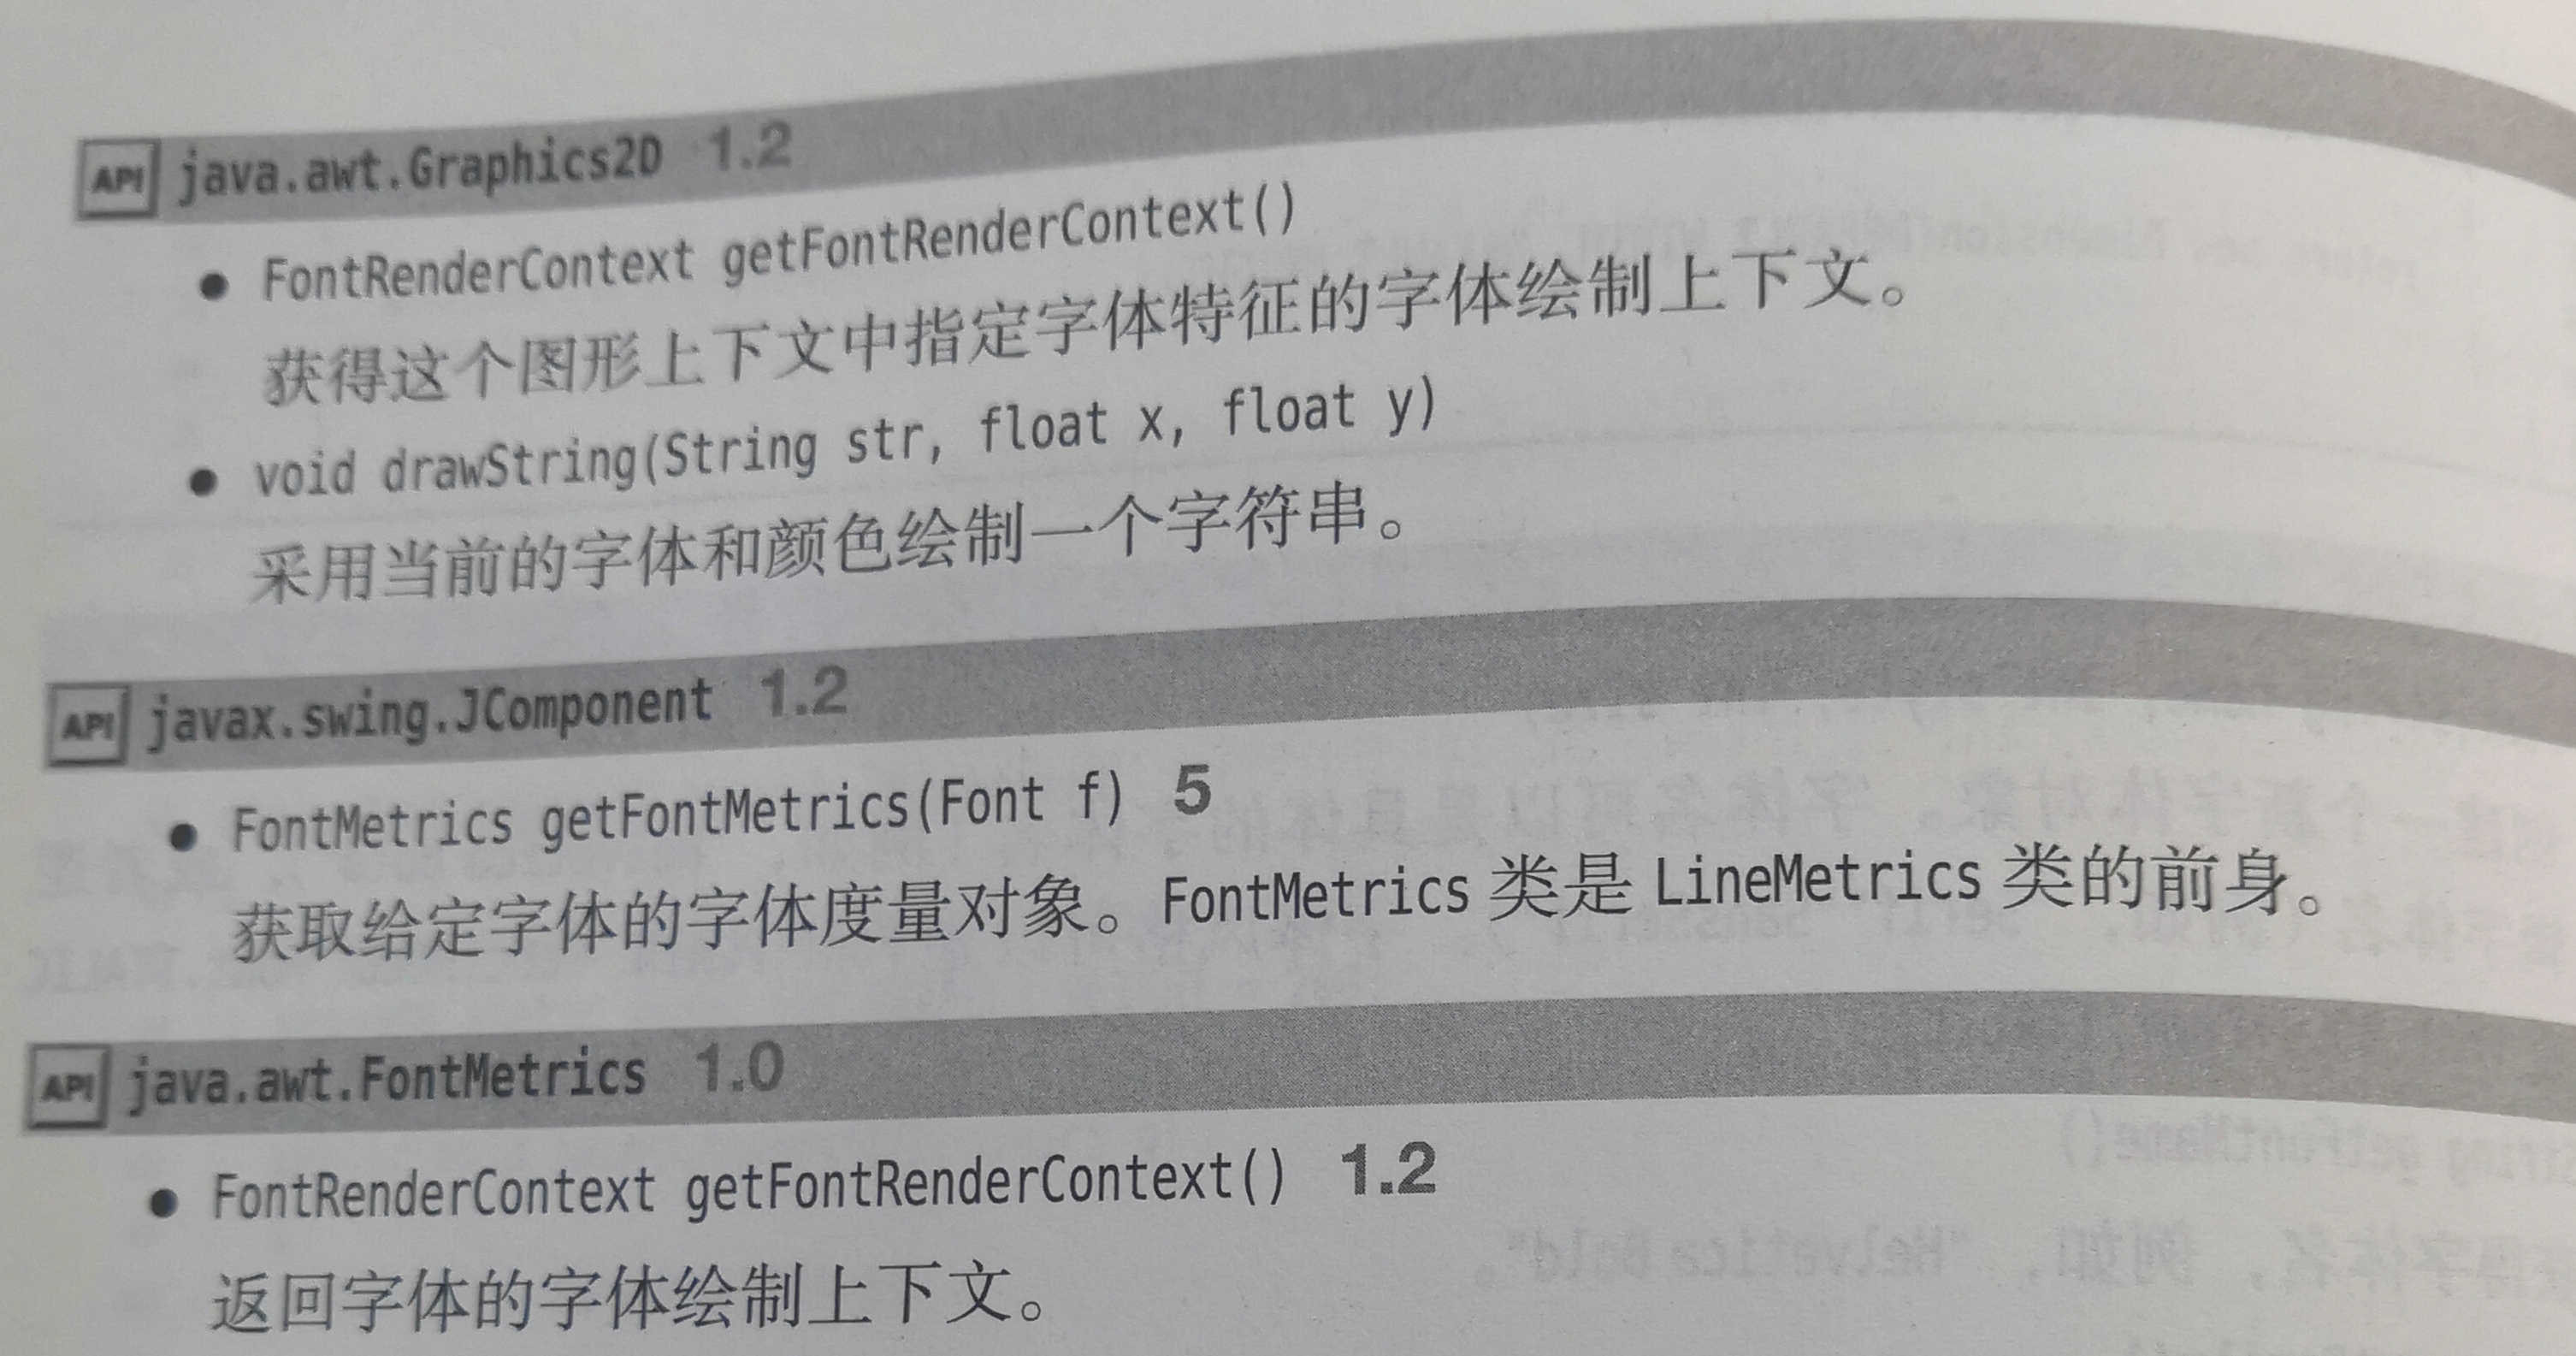 API java.awt.Graphics2D 1.2
● FontRenderContext getFontRenderContext()
获得这个图形上下文中指定字体特征的字体绘制上下文。
● void drawString(String str, float x, float y)
采用当前的字体和颜色绘制一个字符串。
API javax.swing.JComponent 1.2
● FontMetrics getFontMetrics(Font f) 5
获取给定字体的字体度量对象。FontMetrics 类是 LineMetrics 类的前身。
API java.awt.FontMetrics 1.0
● FontRenderContext getFontRenderContext() 1.2
返回字体的字体绘制上下文。